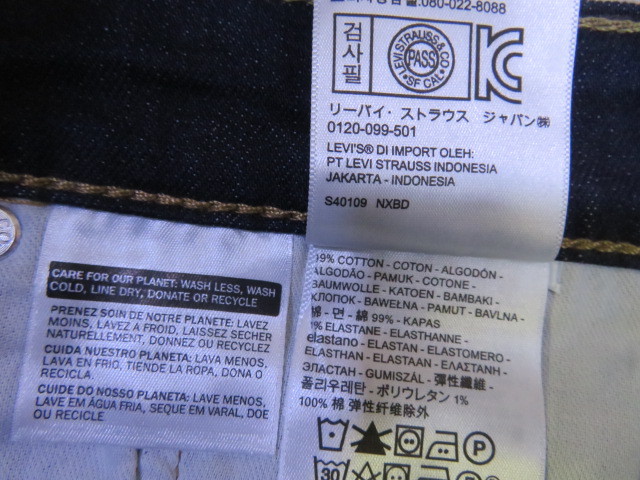 080-022-8088
검사필
LEVI STRAUSS & CO
PASS
SF CAL.
KC
リーバイ・ストラウス ジャパン㈱
0120-099-501
LEVI'S® DI IMPORT OLEH:
PT LEVI STRAUSS INDONESIA
JAKARTA - INDONESIA
S40109 NXBD
CARE FOR OUR PLANET: WASH LESS, WASH
COLD, LINE DRY, DONATE OR RECYCLE
PRENEZ SOIN DE NOTRE PLANETE: LAVEZ
MOINS, LAVEZ A FROID, LAISSEZ SECHER
NATURELLEMENT, DONNEZ OU RECYCLEZ
CUIDA NUESTRO PLANETA: LAVA MENOS,
LAVA EN FRIO, TIENDE LA ROPA, DONA O
RECICLA.
CUIDE DO NOSSO PLANETA: LAVE MENOS,
LAVE EM ÁGUA FRIA, SEQUE EM VARAL, DOE
OU RECICLE.
99% COTTON - COTON - ALGODÓN -
ALGODÃO - PAMUK - COTONE -
BAUMWOLLE - KATOEN - BAMBAKI -
ХЛОПОК - BAWEŁNA - PAMUT - BAVLNA -
棉 - 면 - 綿 99% - KAPAS
1% ELASTANE - ELASTHANNE -
elastano - ELASTAN - ELASTOMERO -
ELASTHAN - ELASTAAN - ΕΛΑΣΤΑΝΗ -
ЭЛАСТАН - GUMISZÁL - 彈性纖維 -
폴리우레탄 - ポリウレタン 1%
100% 棉 弹性纤维除外
P
30